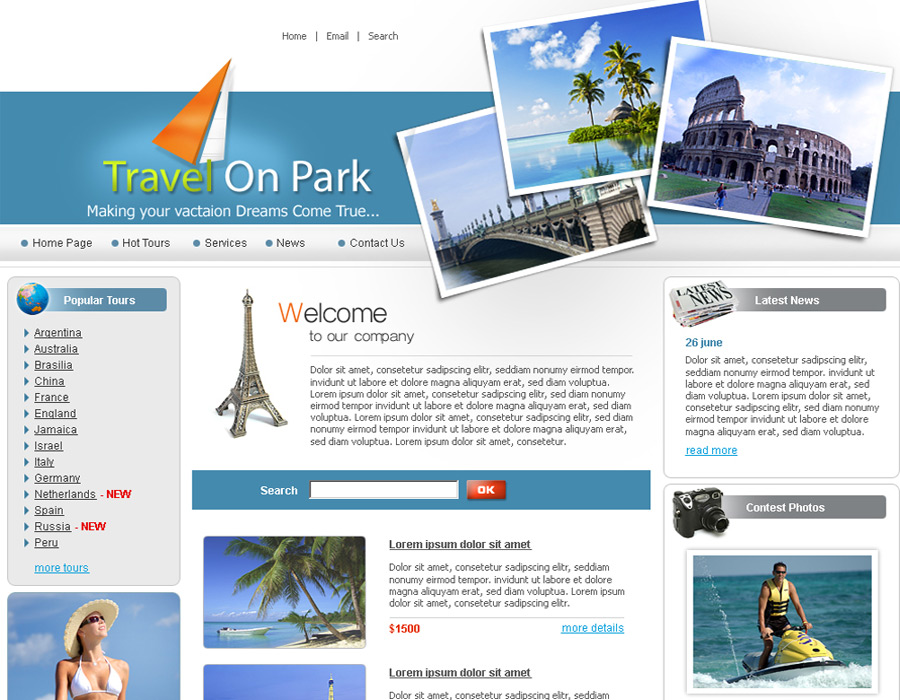 Home | Email | Search
Travel On Park
Making your vactaion Dreams Come True...
Home Page
Hot Tours
Services
News
Contact Us
Popular Tours
Argentina
Australia
Brasilia
China
France
England
Jamaica
Israel
Italy
Germany
Netherlands - NEW
Spain
Russia - NEW
Peru
more tours
Welcome
to our company
Dolor sit amet, consetetur sadipscing elitr, seddiam nonumy eirmod tempor.
invidunt ut labore et dolore magna aliquyam erat, sed diam voluptua.
Lorem ipsum dolor sit amet, consetetur sadipscing elitr, sed diam nonumy
eirmod tempor invidunt ut labore et dolore magna aliquyam erat, sed diam
voluptua. Lorem ipsum dolor sit amet, consetetur sadipscing elitr, sed diam
nonumy eirmod tempor invidunt ut labore et dolore magna aliquyam erat,
sed diam voluptua. Lorem ipsum dolor sit amet, consetetur.
Search
OK
Lorem ipsum dolor sit amet
Dolor sit amet, consetetur sadipscing elitr, seddiam
nonumy eirmod tempor. invidunt ut labore et dolore
magna aliquyam erat, sed diam voluptua. Lorem ipsum
dolor sit amet, consetetur sadipscing elitr.
$1500
more details
Lorem ipsum dolor sit amet
Dolor sit amet, consetetur sadipscing elitr, seddiam
LATEST
NEWS
Latest News
26 june
Dolor sit amet, consetetur sadipscing elitr,
seddiam nonumy eirmod tempor. invidunt ut
labore et dolore magna aliquyam erat, sed
diam voluptua. Lorem ipsum dolor sit amet,
consetetur sadipscing elitr, sed diam nonumy
eirmod tempor invidunt ut labore et dolore
magna aliquyam erat, sed diam voluptua.
read more
Contest Photos